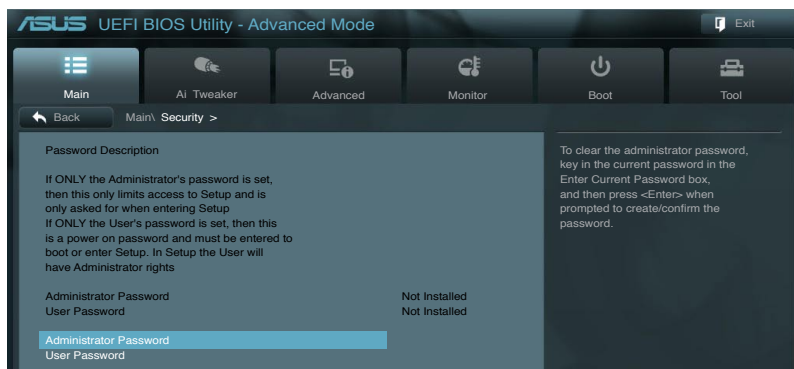 ASUS UEFI BIOS Utility - Advanced Mode
Exit
Main
Ai Tweaker
Advanced
Monitor
Boot
Tool
Back
Main\ Security >
Password Description
If ONLY the Administrator's password is set,
then this only limits access to Setup and is
only asked for when entering Setup
If ONLY the User's password is set, then this
is a power on password and must be entered to
boot or enter Setup. In Setup the User will
have Administrator rights
Administrator Password Not Installed
User Password Not Installed
Administrator Password
User Password
To clear the administrator password,
key in the current password in the
Enter Current Password box,
and then press <Enter> when
prompted to create/confirm the
password.